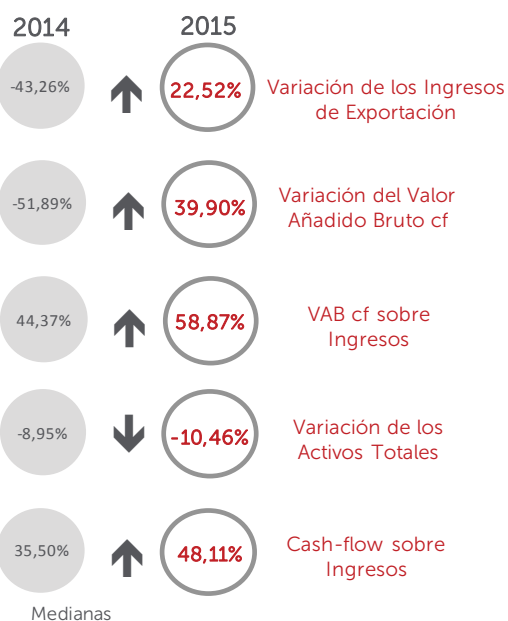 2014 2015
-43,26% 22,52% Variación de los Ingresos
de Exportación
-51,89% 39,90% Variación del Valor
Añadido Bruto cf
44,37% 58,87% VAB cf sobre
Ingresos
-8,95% -10,46% Variación de los
Activos Totales
35,50% 48,11% Cash-flow sobre
Ingresos
Medianas